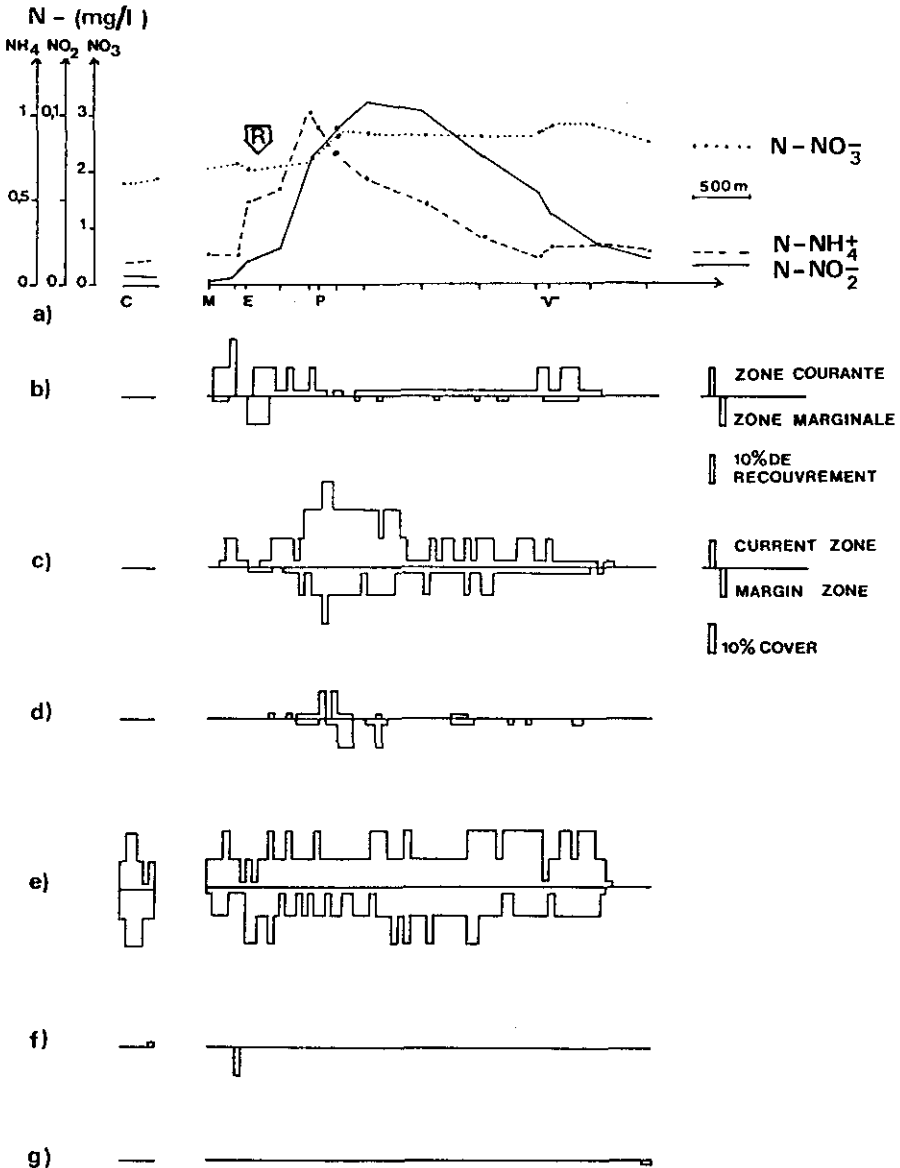 N – (mg/l)
NH4 NO2 NO3
1 0,1 3
R
N–NO3−
2
500m
0,5
1
N–NH4+
0 0 0
N–NO2−
C M E P V
a)
b)
ZONE COURANTE
ZONE MARGINALE
10% DE
RECOUVREMENT
c)
CURRENT ZONE
MARGIN ZONE
10% COVER
d)
e)
f)
g)